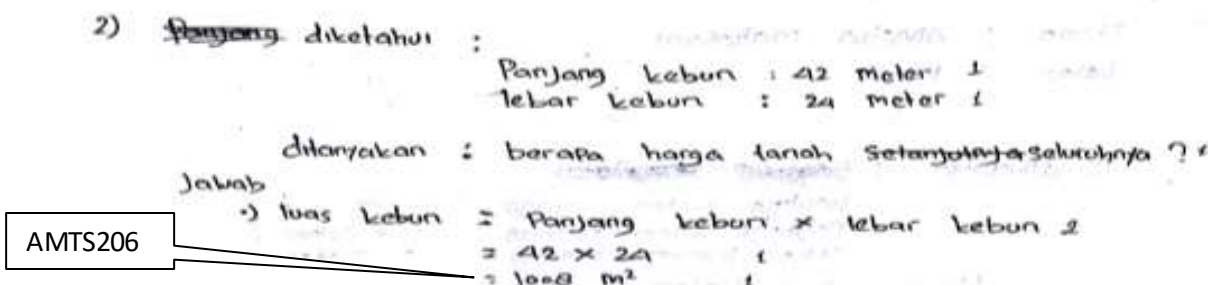 2) Panjang diketahui :
Panjang kebun : 42 meter 1
lebar kebun : 24 meter 1
ditanyakan : berapa harga tanah seluruhnya ? 1
Jawab
•) luas kebun = Panjang kebun x lebar kebun 2
= 42 x 24 1
= 1008 m² 1
AMTS206